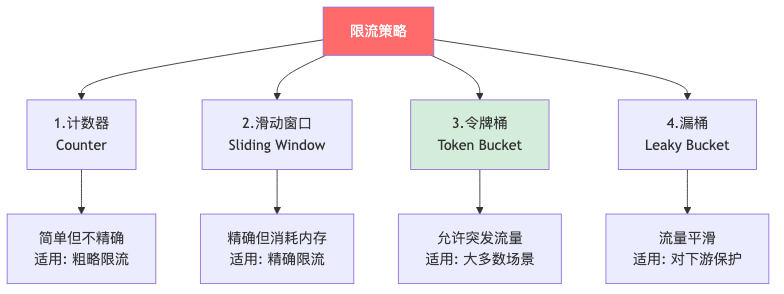 限流策略
1.计数器
Counter
2.滑动窗口
Sliding Window
3.令牌桶
Token Bucket
4.漏桶
Leaky Bucket
简单但不精确
适用: 粗略限流
精确但消耗内存
适用: 精确限流
允许突发流量
适用: 大多数场景
流量平滑
适用: 对下游保护